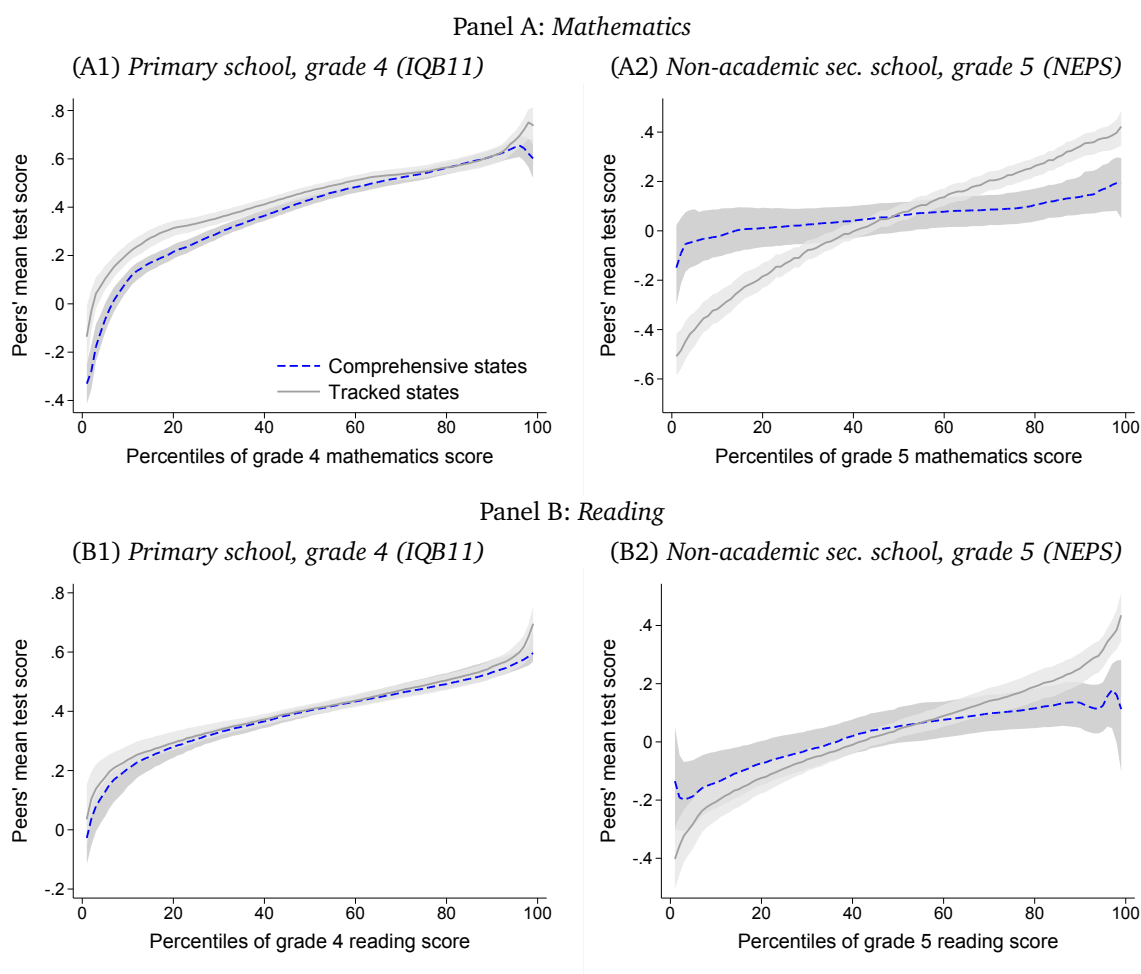 Panel A: Mathematics
(A1) Primary school, grade 4 (IQB11)
(A2) Non-academic sec. school, grade 5 (NEPS)
Peers' mean test score
.8
.6
.4
.2
0
-.2
-.4
0 20 40 60 80 100
Percentiles of grade 4 mathematics score
Comprehensive states
Tracked states
Peers' mean test score
.4
.2
0
-.2
-.4
-.6
0 20 40 60 80 100
Percentiles of grade 5 mathematics score
Panel B: Reading
(B1) Primary school, grade 4 (IQB11)
(B2) Non-academic sec. school, grade 5 (NEPS)
Peers' mean test score
.8
.6
.4
.2
0
-.2
0 20 40 60 80 100
Percentiles of grade 4 reading score
Peers' mean test score
.4
.2
0
-.2
-.4
0 20 40 60 80 100
Percentiles of grade 5 reading score